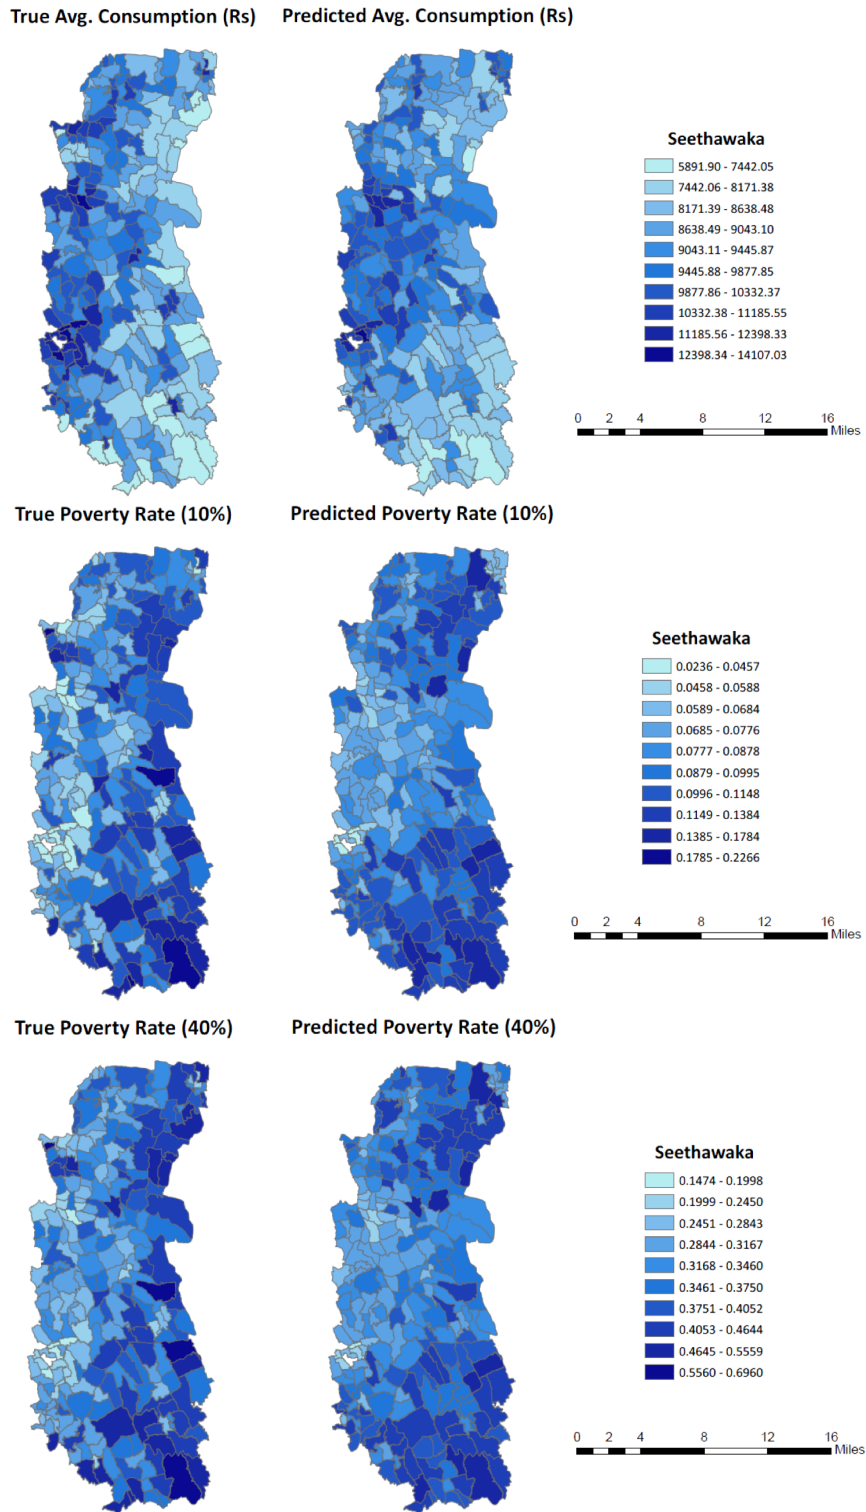 True Avg. Consumption (Rs)
Predicted Avg. Consumption (Rs)
Seethawaka
5891.90 - 7442.05
7442.06 - 8171.38
8171.39 - 8638.48
8638.49 - 9043.10
9043.11 - 9445.87
9445.88 - 9877.85
9877.86 - 10332.37
10332.38 - 11185.55
11185.56 - 12398.33
12398.34 - 14107.03
0 2 4 8 12 16
Miles
True Poverty Rate (10%)
Predicted Poverty Rate (10%)
Seethawaka
0.0236 - 0.0457
0.0458 - 0.0588
0.0589 - 0.0684
0.0685 - 0.0776
0.0777 - 0.0878
0.0879 - 0.0995
0.0996 - 0.1148
0.1149 - 0.1384
0.1385 - 0.1784
0.1785 - 0.2266
0 2 4 8 12 16
Miles
True Poverty Rate (40%)
Predicted Poverty Rate (40%)
Seethawaka
0.1474 - 0.1998
0.1999 - 0.2450
0.2451 - 0.2843
0.2844 - 0.3167
0.3168 - 0.3460
0.3461 - 0.3750
0.3751 - 0.4052
0.4053 - 0.4644
0.4645 - 0.5559
0.5560 - 0.6960
0 2 4 8 12 16
Miles